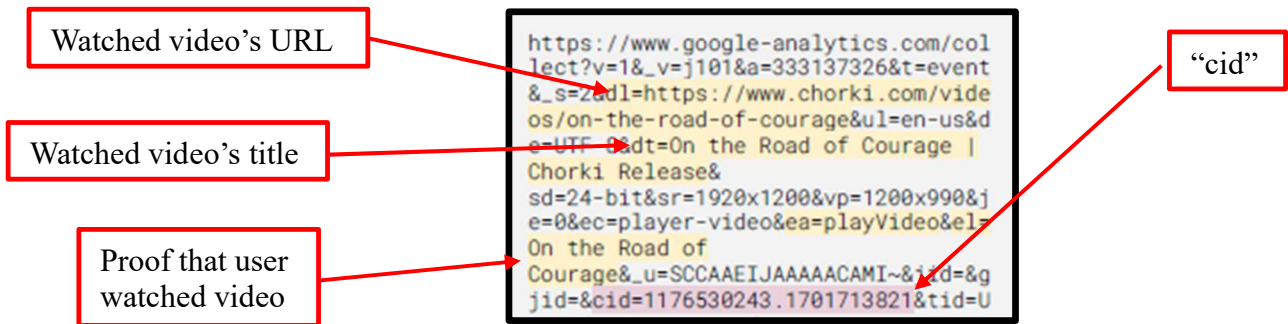 Watched video's URL
Watched video's title
Proof that user
watched video
https://www.google-analytics.com/col
lect?v=1&_v=j101&a=333137326&t=event
&_s=2&dl=https://www.chorki.com/vide
os/on-the-road-of-courage&ul=en-us&d
e=UTF-8&dt=On the Road of Courage |
Chorki Release&
sd=24-bit&sr=1920x1200&vp=1200x990&j
e=0&ec=player-video&ea=playVideo&el=
On the Road of
Courage&_u=SCCAAEIJAAAAACAMI~&jid=&g
jid=&cid=1176530243.1701713821&tid=U
"cid"